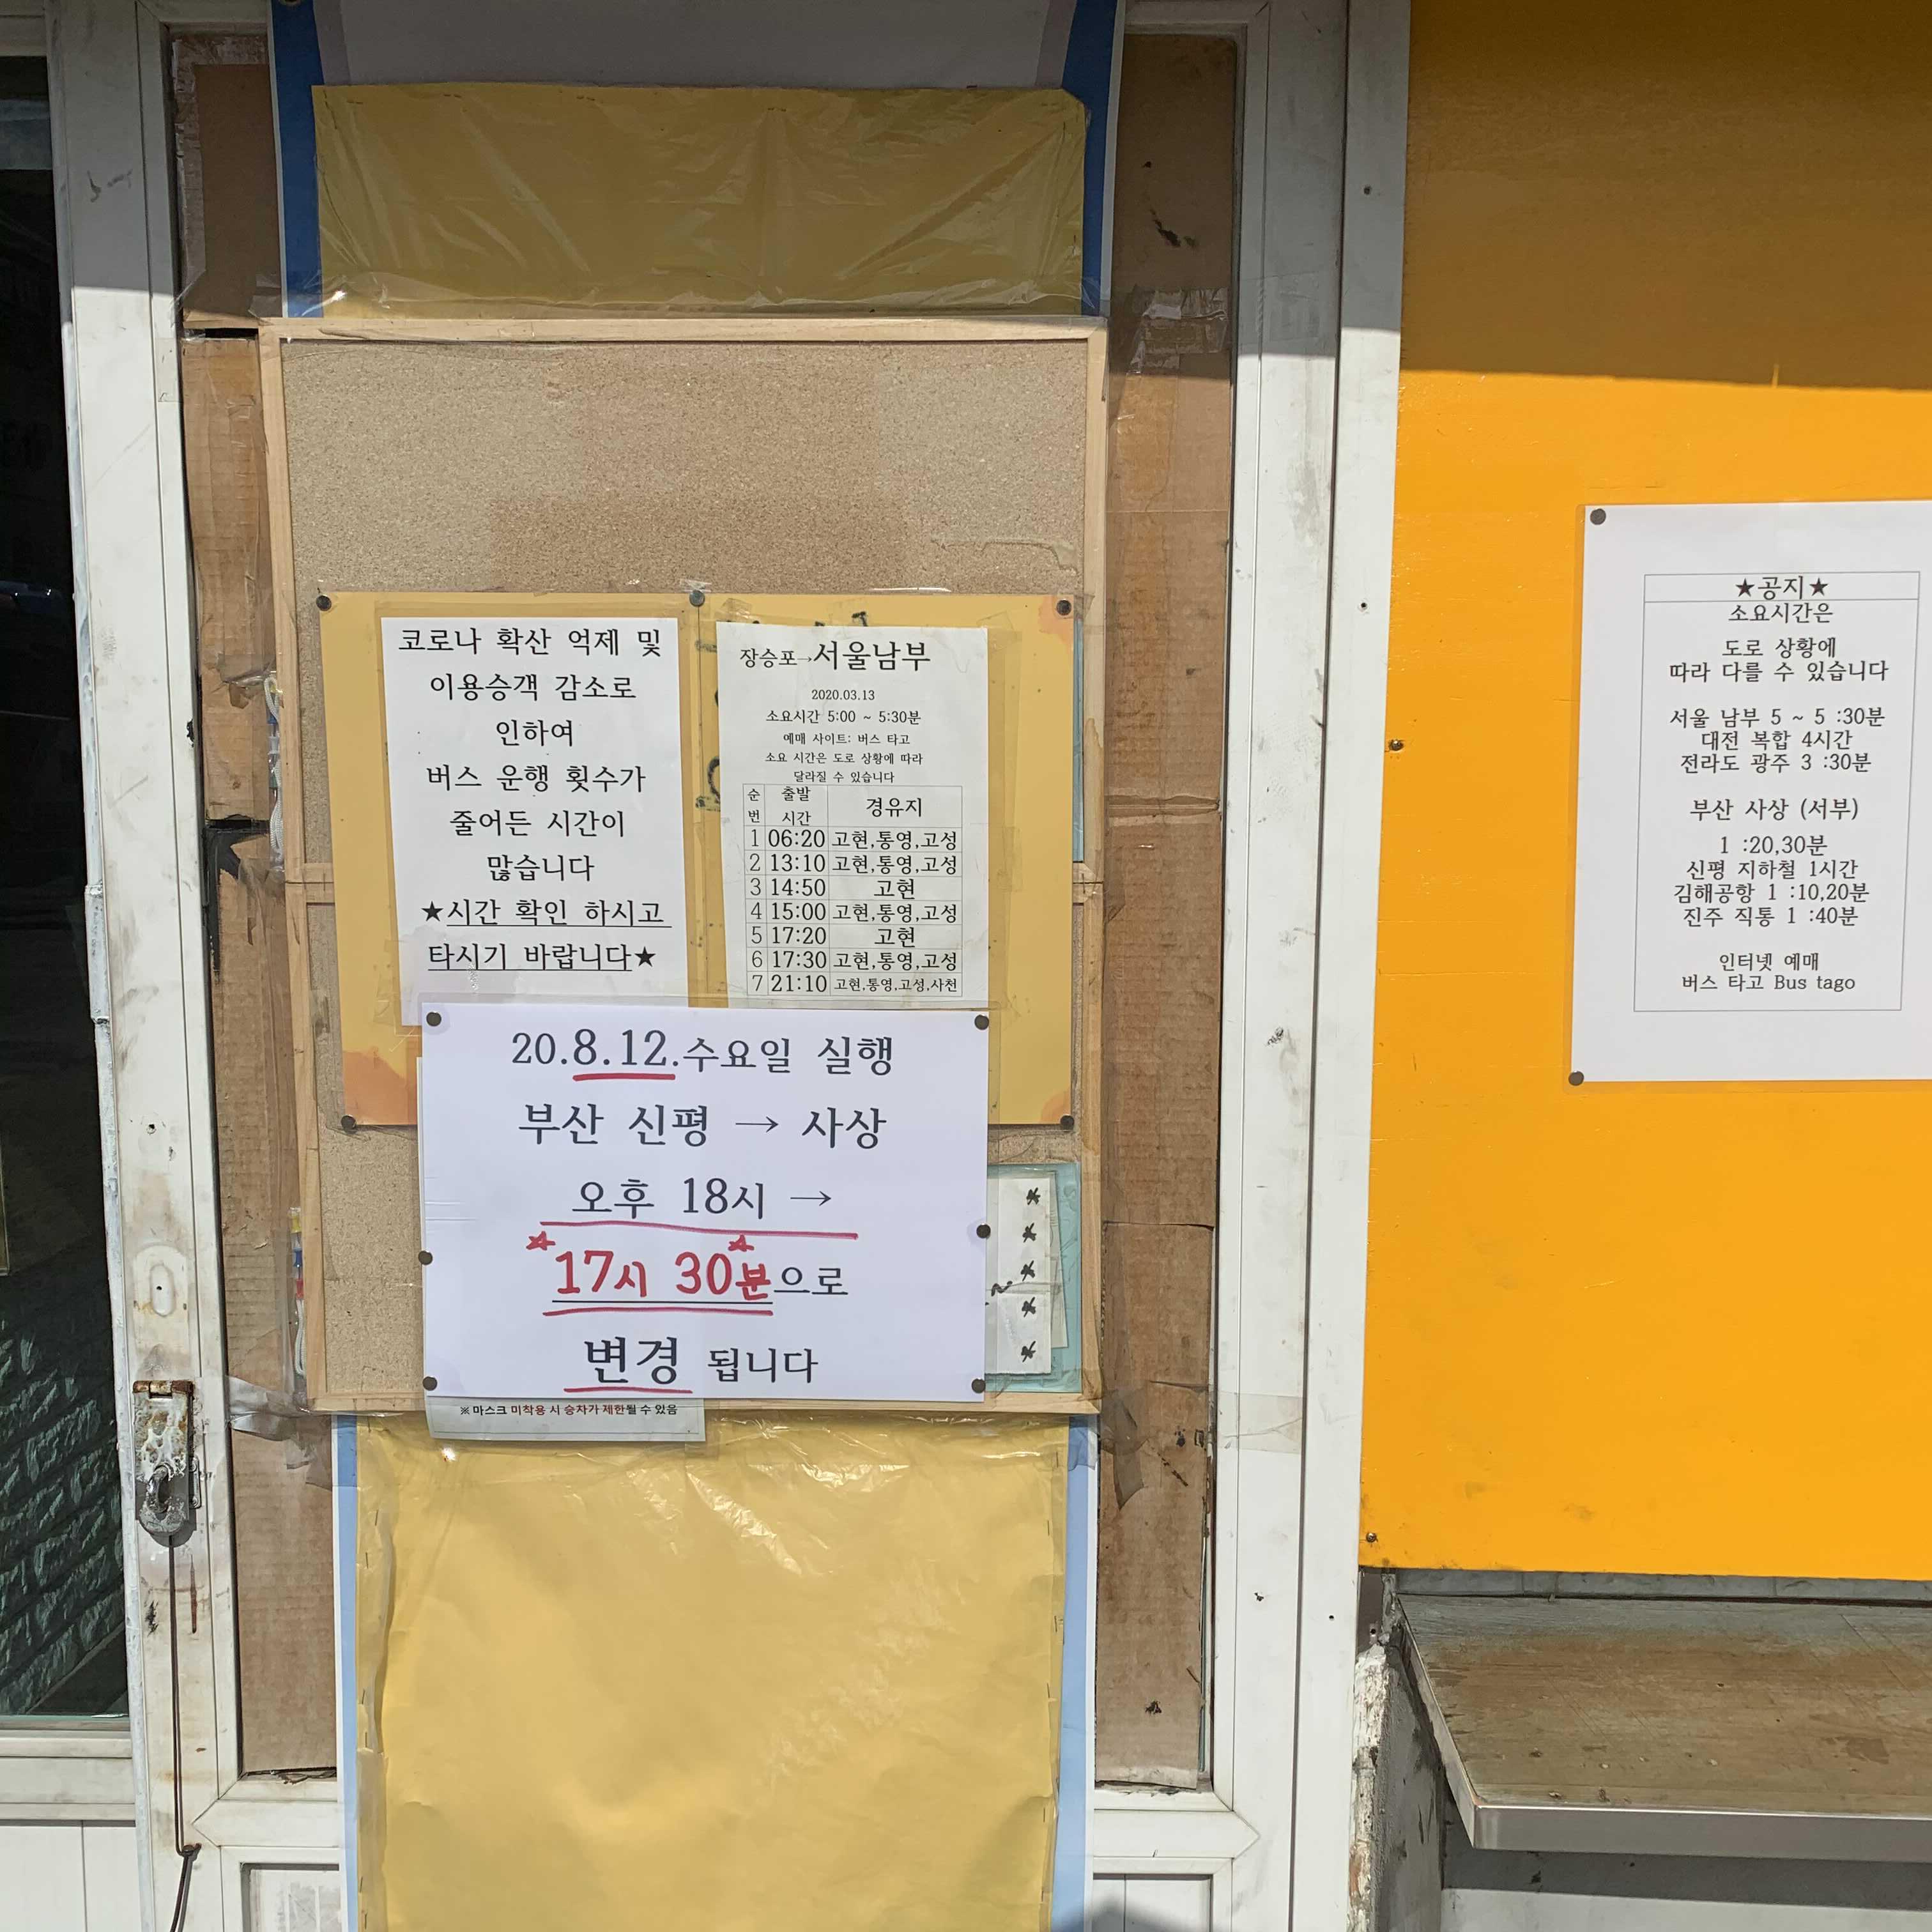 코로나 확산 억제 및
이용승객 감소로
인하여
버스 운행 횟수가
줄어든 시간이
많습니다
★시간 확인 하시고
타시기 바랍니다★
장승포→서울남부
2020.03.13
소요시간 5:00 ~ 5:30분
예매 사이트: 버스 타고
소요 시간은 도로 상황에 따라
달라질 수 있습니다
순번 출발시간 경유지
1 06:20 고현,통영,고성
2 13:10 고현,통영,고성
3 14:50 고현
4 15:00 고현,통영,고성
5 17:20 고현
6 17:30 고현,통영,고성
7 21:10 고현,통영,고성,사천
20.8.12.수요일 실행
부산 신평 → 사상
오후 18시 →
17시 30분으로
변경 됩니다
※ 마스크 미착용 시 승차가 제한될 수 있음
★공지★
소요시간은
도로 상황에
따라 다를 수 있습니다
서울 남부 5 ~ 5 :30분
대전 복합 4시간
전라도 광주 3 :30분
부산 사상 (서부)
1 :20,30분
신평 지하철 1시간
김해공항 1 :10,20분
진주 직통 1 :40분
인터넷 예매
버스 타고 Bus tago